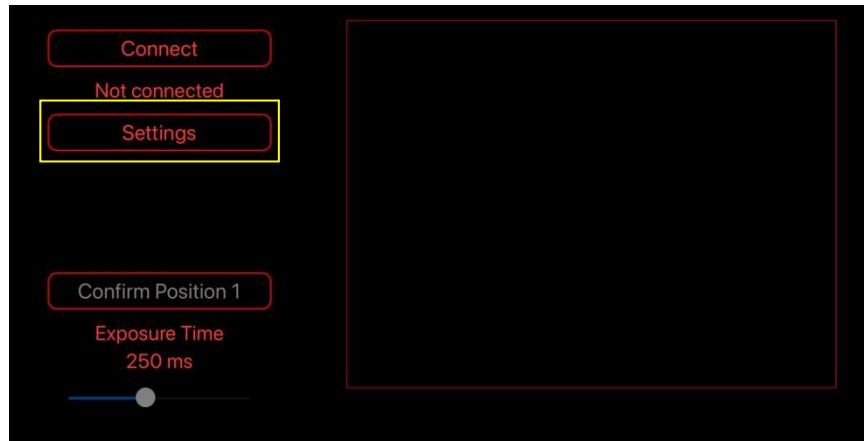 Connect
Not connected
Settings
Confirm Position 1
Exposure Time
250 ms